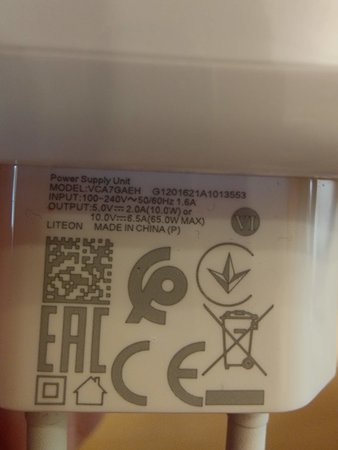 Power Supply Unit
MODEL:VCA7GAEH G1201621A1013553
INPUT:100-240V~50/60Hz 1.6A
OUTPUT:5.0V⎓2.0A(10.0W) or
10.0V⎓6.5A(65.0W MAX)
VI
LITEON MADE IN CHINA (P)
EAC
CE